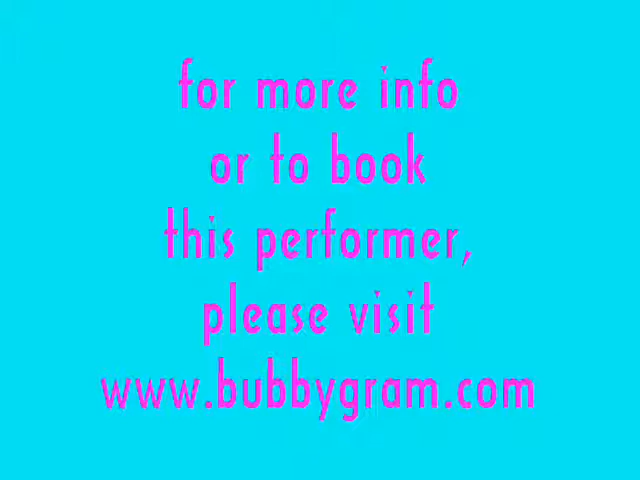 for more info
or to book
this performer,
please visit
www.bubbygram.com